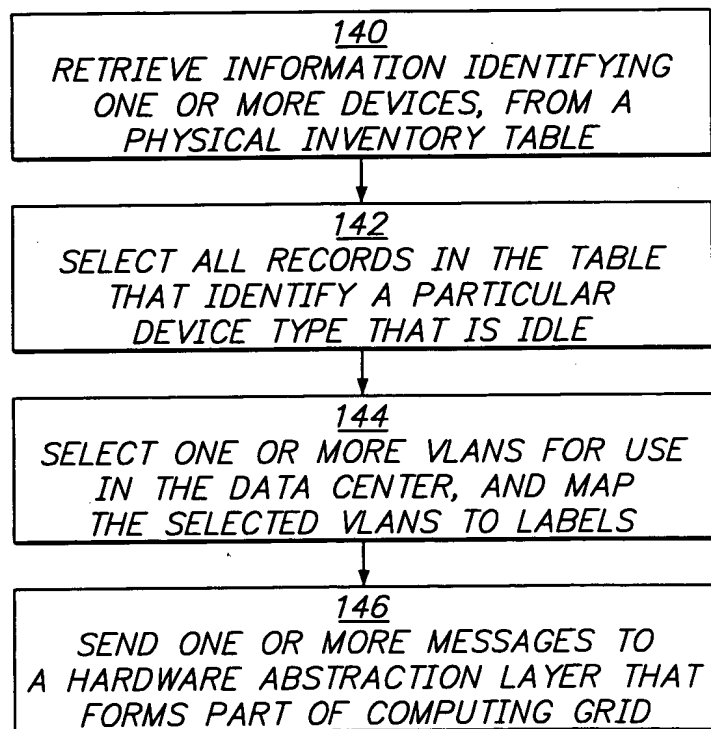 140
RETRIEVE INFORMATION IDENTIFYING
ONE OR MORE DEVICES, FROM A
PHYSICAL INVENTORY TABLE
142
SELECT ALL RECORDS IN THE TABLE
THAT IDENTIFY A PARTICULAR
DEVICE TYPE THAT IS IDLE
144
SELECT ONE OR MORE VLANS FOR USE
IN THE DATA CENTER, AND MAP
THE SELECTED VLANS TO LABELS
146
SEND ONE OR MORE MESSAGES TO
A HARDWARE ABSTRACTION LAYER THAT
FORMS PART OF COMPUTING GRID